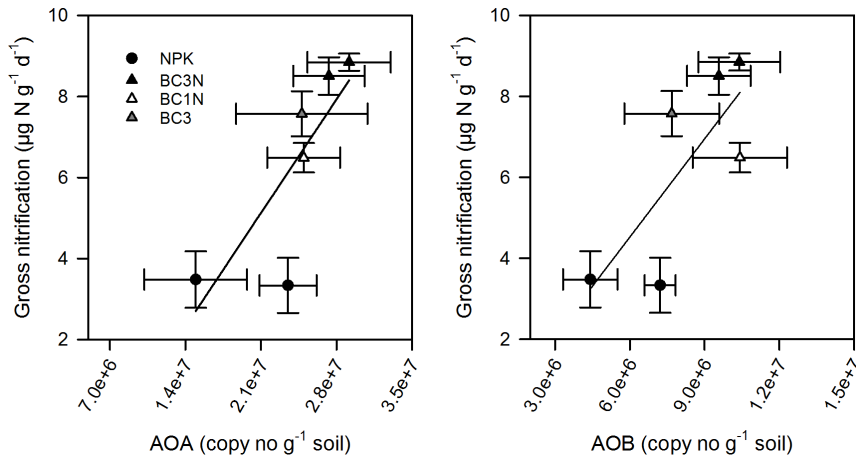 Gross nitrification (µg N g-1 d-1)
10
8
6
4
2
NPK
BC3N
BC1N
BC3
7.0e+6
1.4e+7
2.1e+7
2.8e+7
3.5e+7
AOA (copy no g-1 soil)
Gross nitrification (µg N g-1 d-1)
10
8
6
4
2
3.0e+6
6.0e+6
9.0e+6
1.2e+7
1.5e+7
AOB (copy no g-1 soil)